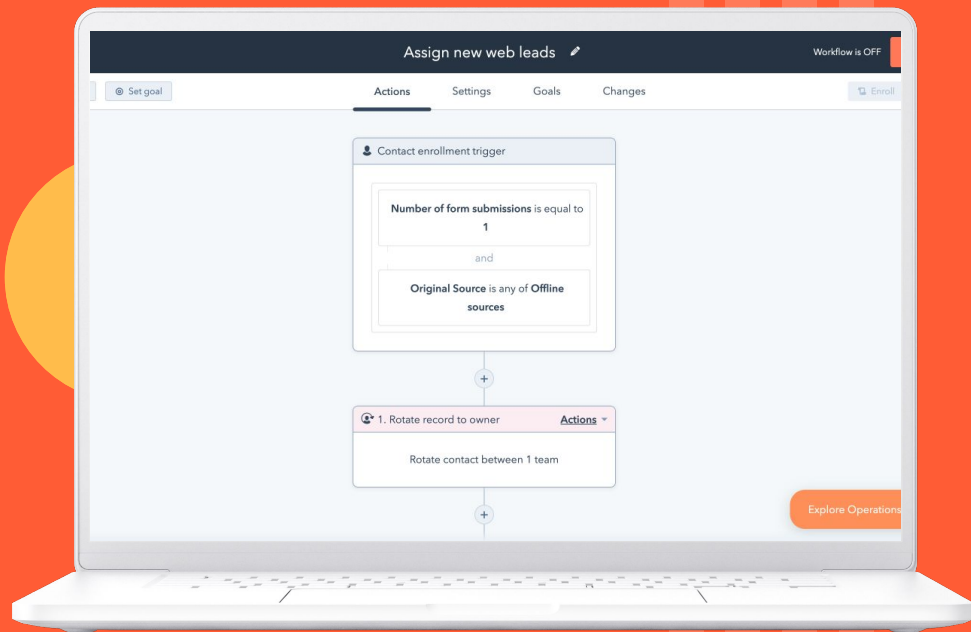 Assign new web leads
Workflow is OFF
Set goal
Actions
Settings
Goals
Changes
Enroll
Contact enrollment trigger
Number of form submissions is equal to
1
and
Original Source is any of Offline
sources
1. Rotate record to owner
Actions
Rotate contact between 1 team
Explore Operations